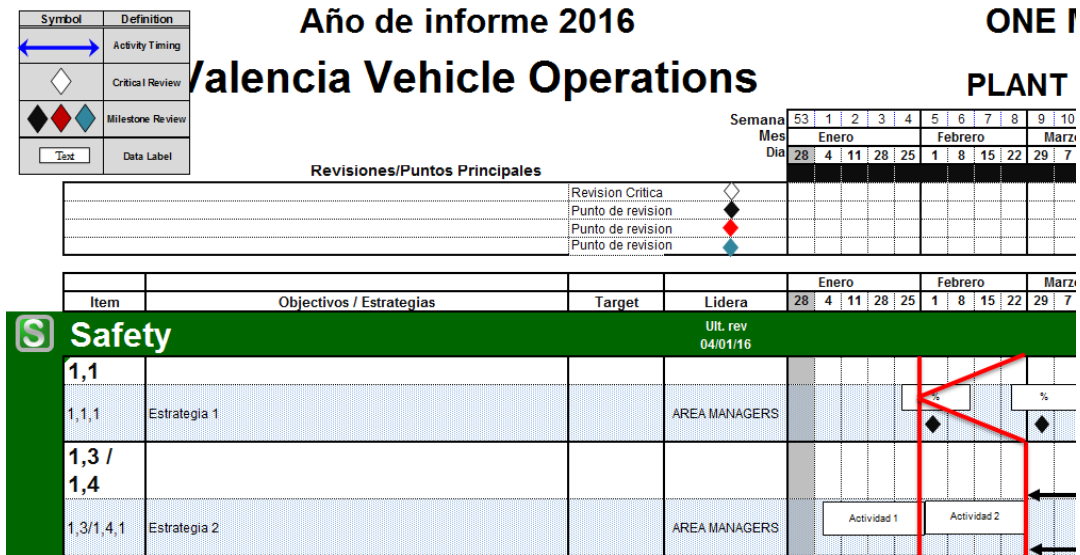 Symbol Definition
Activity Timing
Critical Review
Milestone Review
Text Data Label
Año de informe 2016
ONE
Valencia Vehicle Operations
PLANT
Semana 53 1 2 3 4 5 6 7 8 9 10
Mes Enero Febrero Marzo
Dia 28 4 11 28 25 1 8 15 22 29 7
Revisiones/Puntos Principales
Revision Critica
Punto de revision
Punto de revision
Punto de revision
Enero Febrero Marzo
Item Objectivos / Estrategias Target Lidera 28 4 11 28 25 1 8 15 22 29 7
S Safety Ult. rev
04/01/16
1,1
% %
1,1,1 Estrategia 1 AREA MANAGERS
1,3 /
1,4
Actividad 1 Actividad 2
1,3/1,4,1 Estrategia 2 AREA MANAGERS